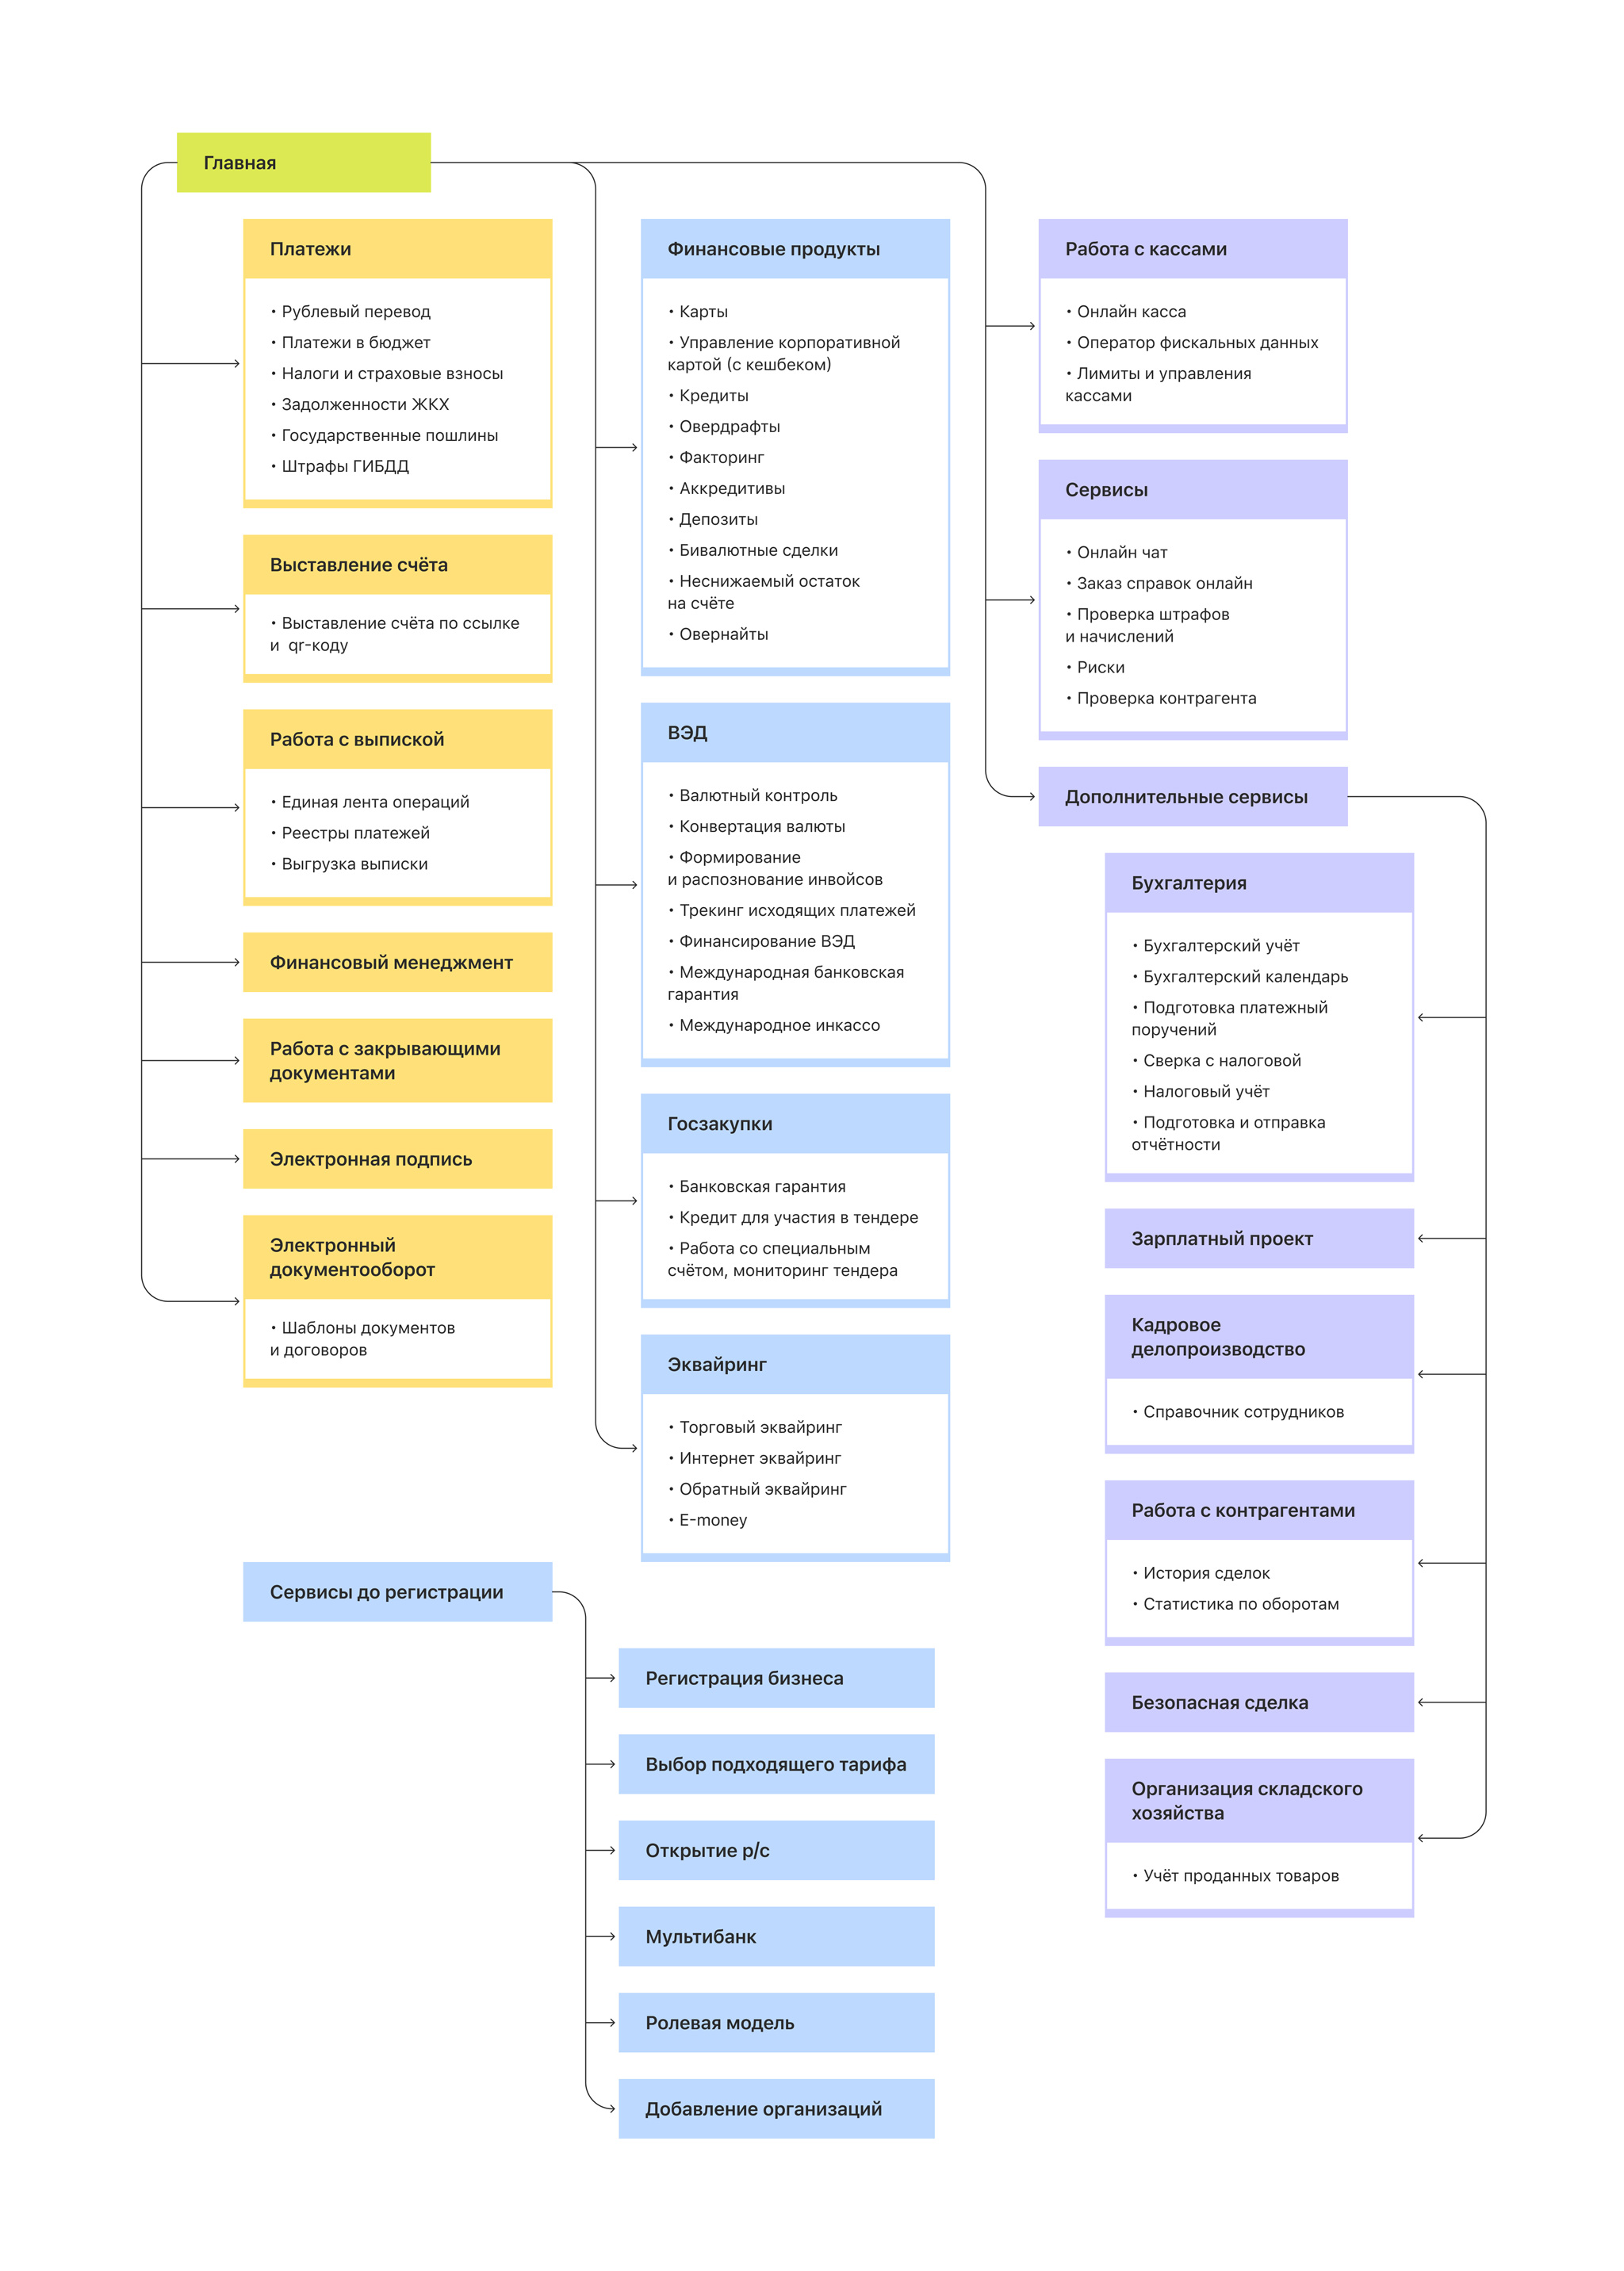 Главная
Платежи
• Рублевый перевод
• Платежи в бюджет
• Налоги и страховые взносы
• Задолженности ЖКХ
• Государственные пошлины
• Штрафы ГИБДД
Выставление счёта
• Выставление счёта по ссылке
и qr-коду
Работа с выпиской
• Единая лента операций
• Реестры платежей
• Выгрузка выписки
Финансовый менеджмент
Работа с закрывающими
документами
Электронная подпись
Электронный
документооборот
• Шаблоны документов
и договоров
Финансовые продукты
• Карты
• Управление корпоративной
картой (с кешбеком)
• Кредиты
• Овердрафты
• Факторинг
• Аккредитивы
• Депозиты
• Бивалютные сделки
• Неснижаемый остаток
на счёте
• Овернайты
ВЭД
• Валютный контроль
• Конвертация валюты
• Формирование
и распознование инвойсов
• Трекинг исходящих платежей
• Финансирование ВЭД
• Международная банковская
гарантия
• Международное инкассо
Госзакупки
• Банковская гарантия
• Кредит для участия в тендере
• Работа со специальным
счётом, мониторинг тендера
Эквайринг
• Торговый эквайринг
• Интернет эквайринг
• Обратный эквайринг
• E-money
Работа с кассами
• Онлайн касса
• Оператор фискальных данных
• Лимиты и управления
кассами
Сервисы
• Онлайн чат
• Заказ справок онлайн
• Проверка штрафов
и начислений
• Риски
• Проверка контрагента
Дополнительные сервисы
Бухгалтерия
• Бухгалтерский учёт
• Бухгалтерский календарь
• Подготовка платежный
поручений
• Сверка с налоговой
• Налоговый учёт
• Подготовка и отправка
отчётности
Зарплатный проект
Кадровое
делопроизводство
• Справочник сотрудников
Работа с контрагентами
• История сделок
• Статистика по оборотам
Безопасная сделка
Организация складского
хозяйства
• Учёт проданных товаров
Сервисы до регистрации
Регистрация бизнеса
Выбор подходящего тарифа
Открытие р/с
Мультибанк
Ролевая модель
Добавление организаций